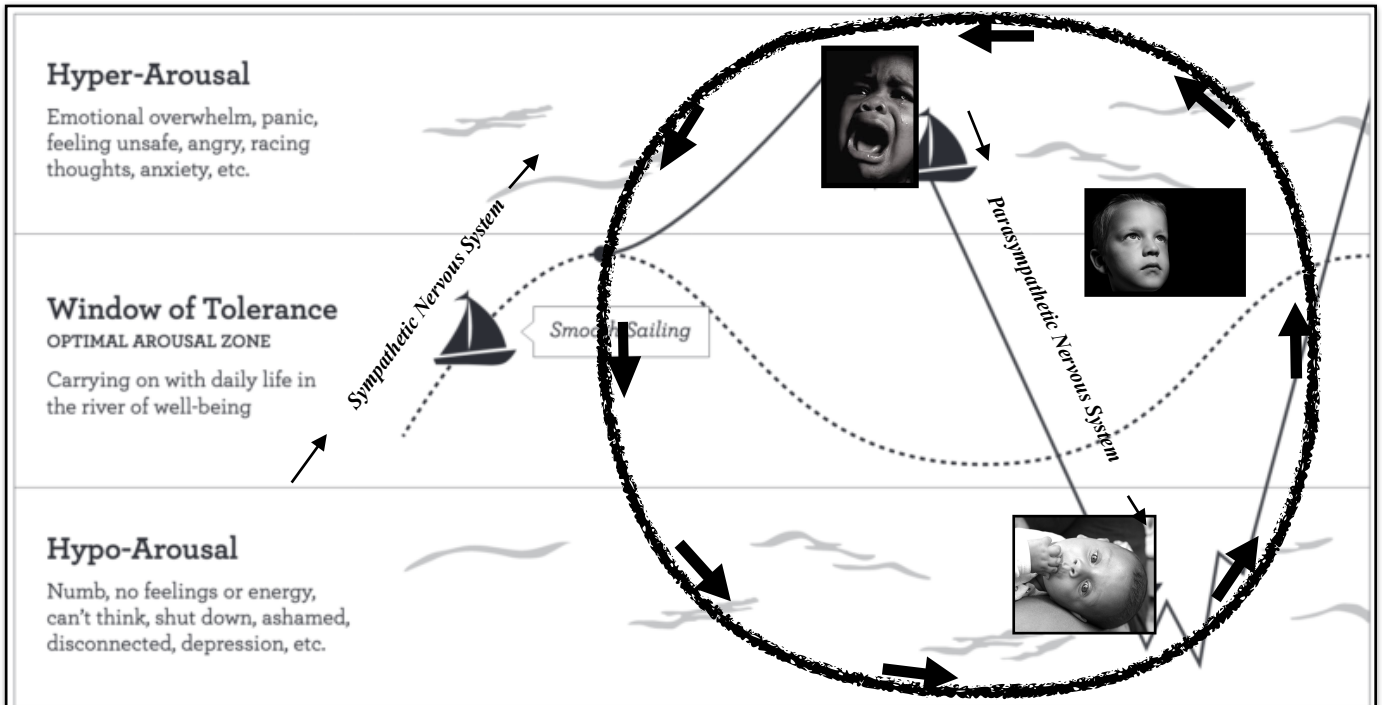 Hyper-Arousal
Emotional overwhelm, panic,
feeling unsafe, angry, racing
thoughts, anxiety, etc.
Window of Tolerance
OPTIMAL AROUSAL ZONE
Carrying on with daily life in
the river of well-being
Sympathetic Nervous System
Smooth Sailing
Parasympathetic Nervous System
Hypo-Arousal
Numb, no feelings or energy,
can't think, shut down, ashamed,
disconnected, depression, etc.